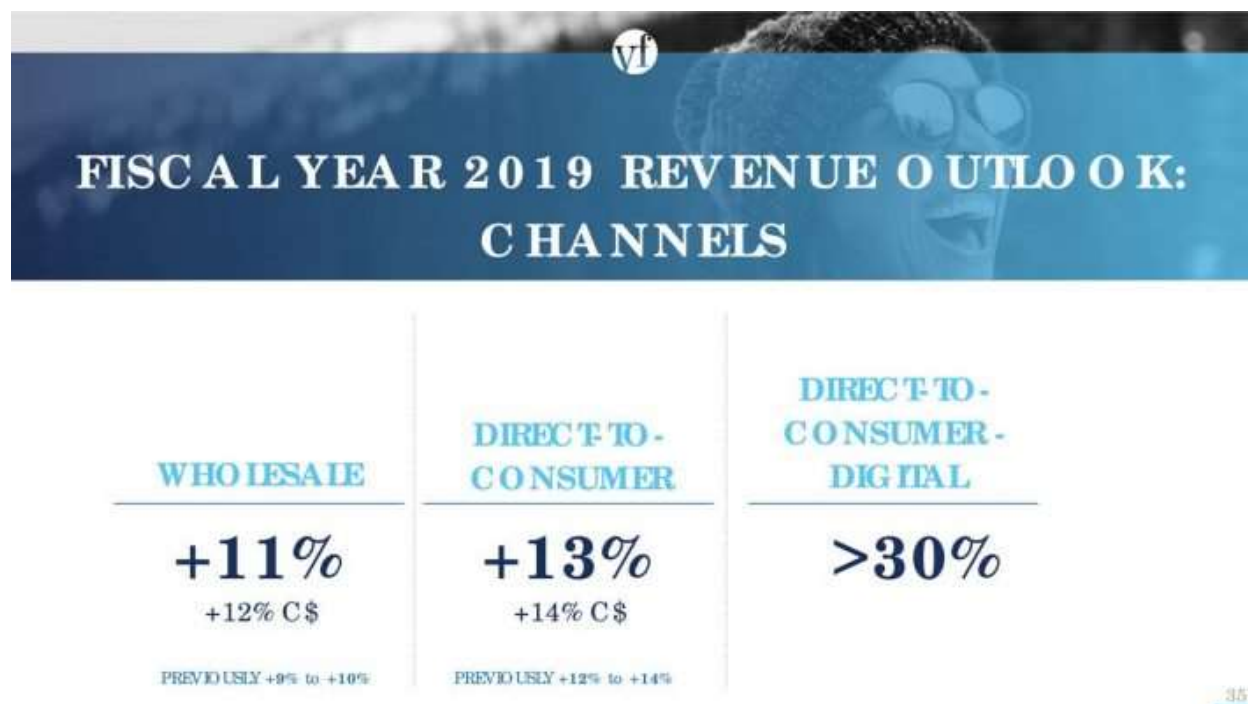 vf
FISCAL YEAR 2019 REVENUE OUTLOOK:
CHANNELS
WHOLESALE
+11%
+12% C$
PREVIOUSLY +9% to +10%
DIRECT-TO-
CONSUMER
+13%
+14% C$
PREVIOUSLY +12% to +14%
DIRECT-TO-
CONSUMER-
DIGITAL
>30%
35